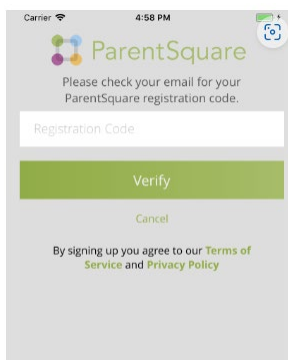 Carrier 4:58 PM
ParentSquare
Please check your email for your
ParentSquare registration code.
Registration Code
Verify
Cancel
By signing up you agree to our Terms of
Service and Privacy Policy